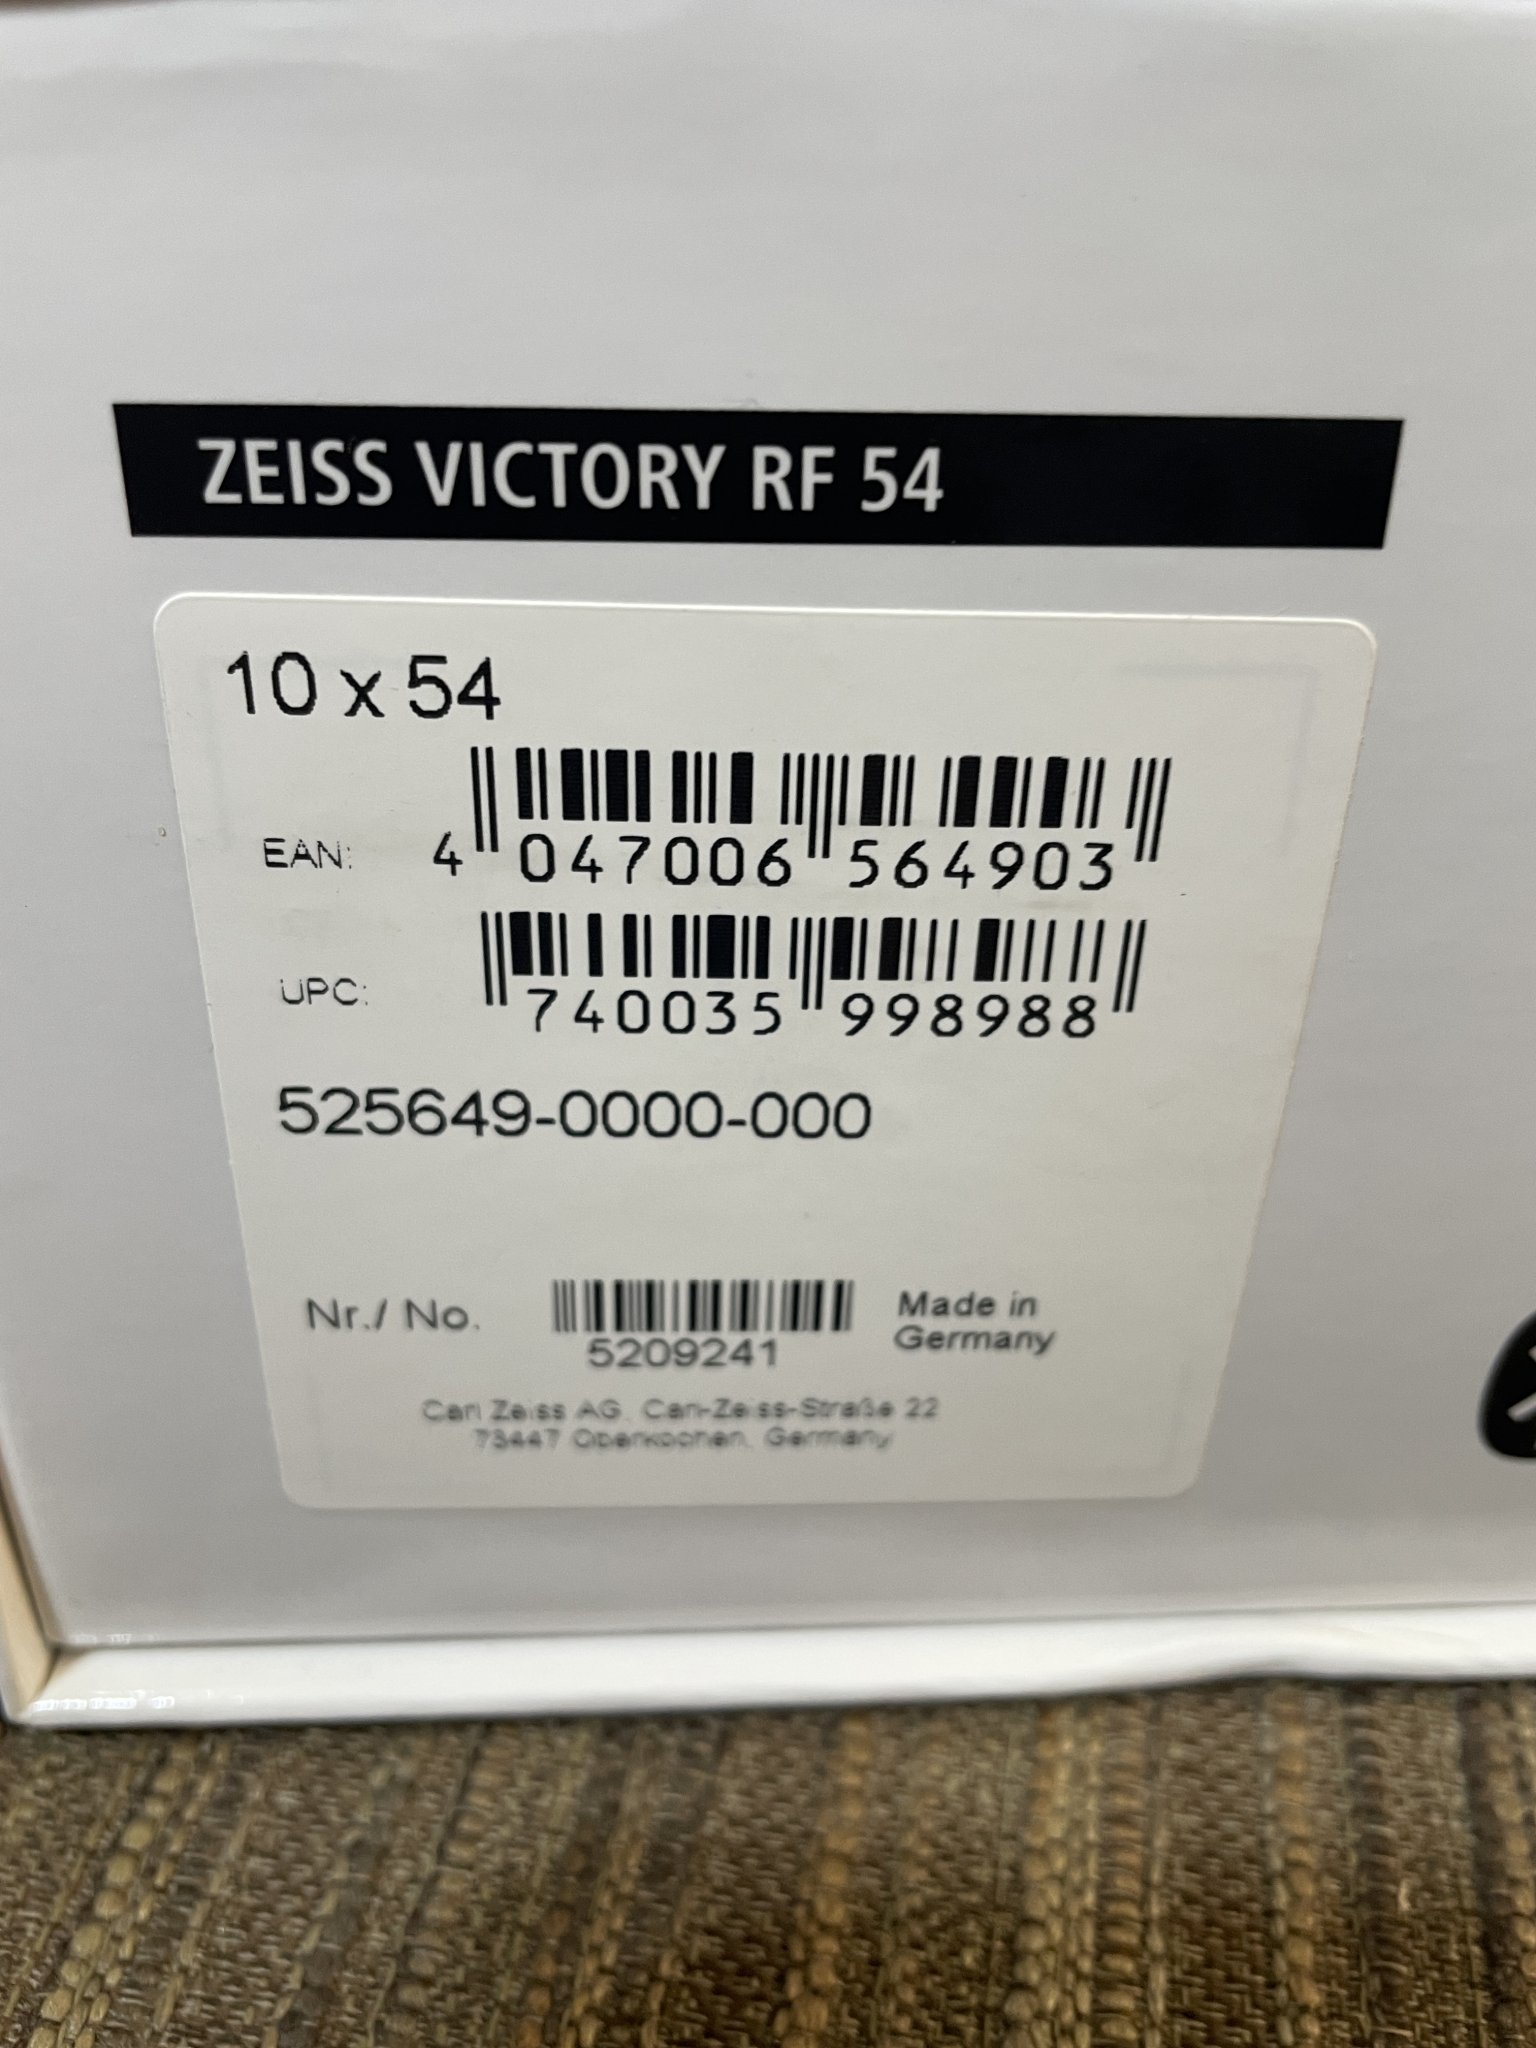 ZEISS VICTORY RF 54
10 x 54
EAN: 4 047006 564903
UPC: 740035 998988
525649-0000-000
Nr./ No. 5209241
Made in
Germany
Carl Zeiss AG, Carl-Zeiss-Straße 22
73447 Oberkochen, Germany